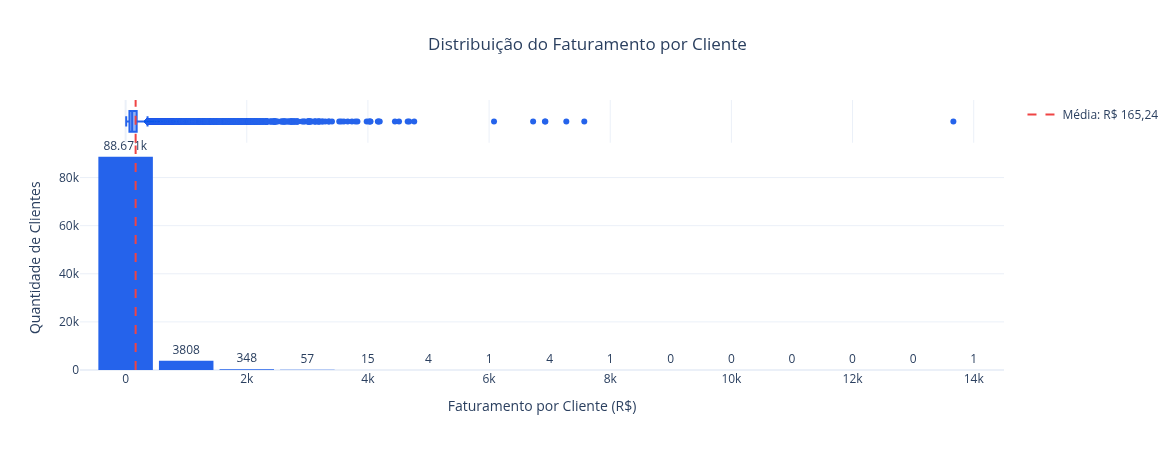 Distribuição do Faturamento por Cliente
Média: R$ 165,24
88.671k
Quantidade de Clientes
80k
60k
40k
20k
0
3808 348 57 15 4 1 4 1 0 0 0 0 0 1
0 2k 4k 6k 8k 10k 12k 14k
Faturamento por Cliente (R$)